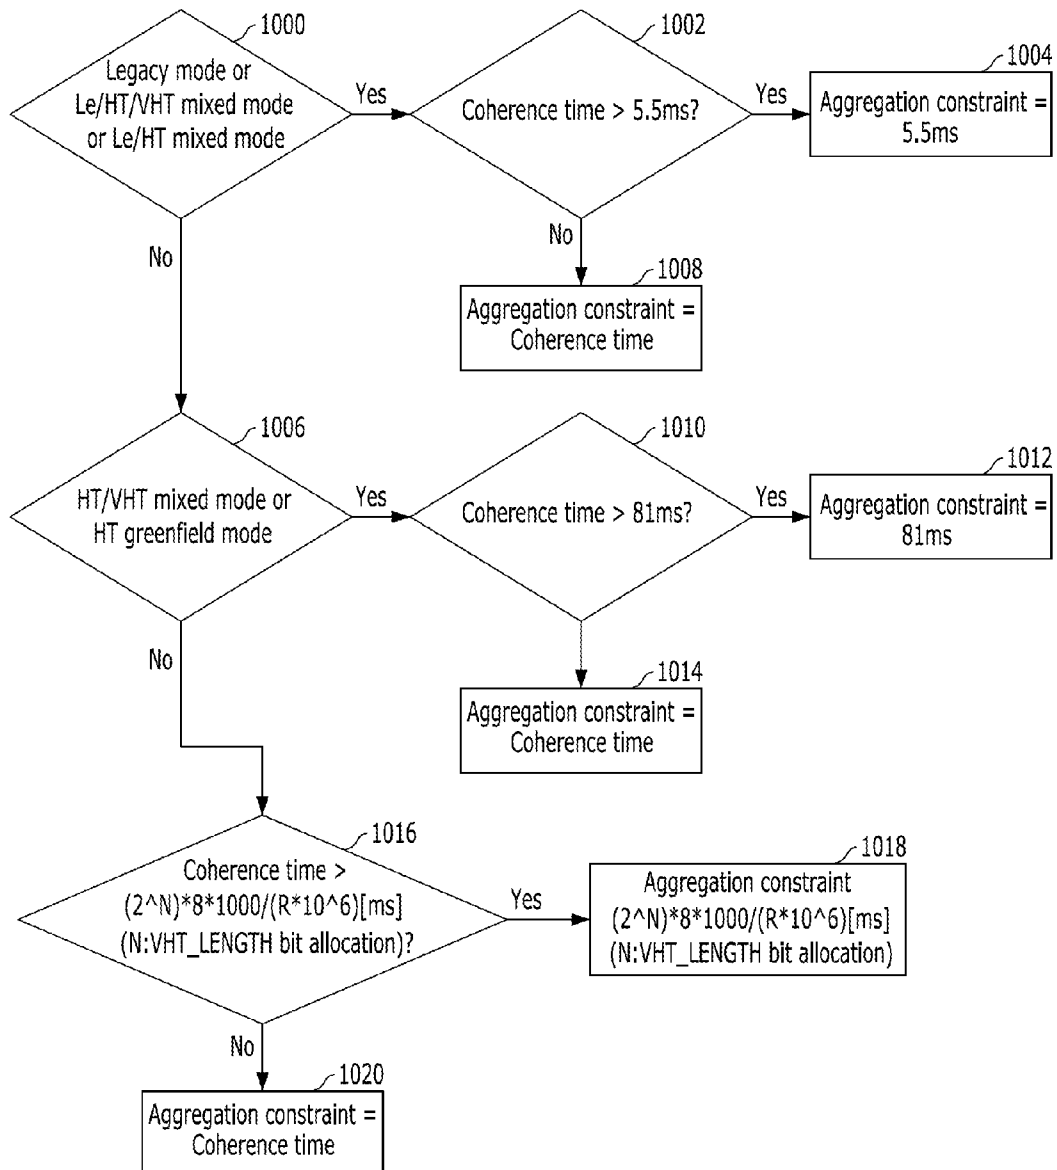 1000
Legacy mode or
Le/HT/VHT mixed mode
or Le/HT mixed mode
Yes
1002
Coherence time > 5.5ms?
Yes
1004
Aggregation constraint =
5.5ms
No
No
1008
Aggregation constraint =
Coherence time
1006
HT/VHT mixed mode or
HT greenfield mode
Yes
1010
Coherence time > 81ms?
Yes
1012
Aggregation constraint =
81ms
No
1014
Aggregation constraint =
Coherence time
1016
Coherence time >
(2^N)*8*1000/(R*10^6)[ms]
(N:VHT_LENGTH bit allocation)?
Yes
1018
Aggregation constraint
(2^N)*8*1000/(R*10^6)[ms]
(N:VHT_LENGTH bit allocation)
No
1020
Aggregation constraint =
Coherence time